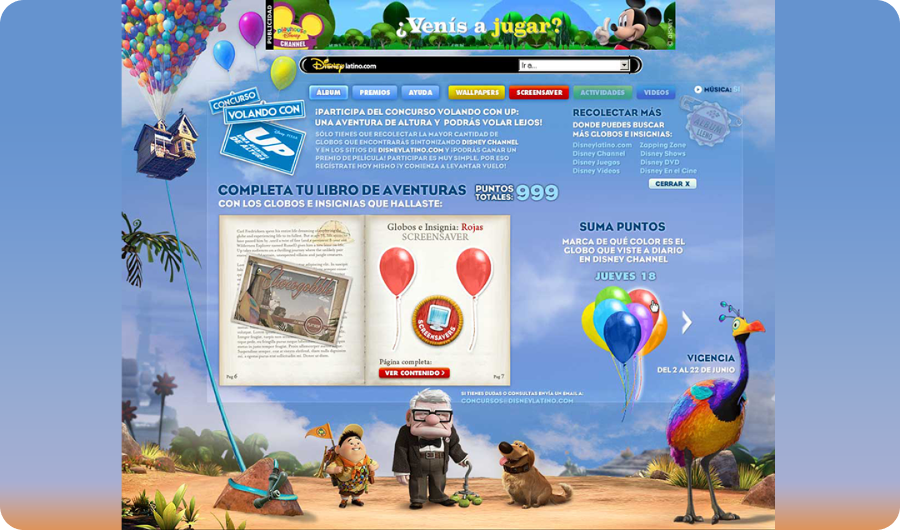 PUBLICIDAD
Playhouse
Disney
CHANNEL
¿Venís a jugar?
© DISNEY
Disneylatino.com
Ir a...
ALBUM
PREMIOS
AYUDA
WALLPAPERS
SCREENSAVER
ACTIVIDADES
VIDEOS
MÚSICA: SI
CONCURSO
VOLANDO CON
DISNEY · PIXAR
UP
UNA AVENTURA
DE ALTURA
¡PARTICIPA DEL CONCURSO VOLANDO CON UP:
UNA AVENTURA DE ALTURA Y PODRÁS VOLAR LEJOS!
SÓLO TIENES QUE RECOLECTAR LA MAYOR CANTIDAD DE
GLOBOS QUE ENCONTRARÁS SINTONIZANDO DISNEY CHANNEL
Y EN LOS SITIOS DE DISNEYLATINO.COM Y ¡PODRÁS GANAR UN
PREMIO DE PELÍCULA! PARTICIPAR ES MUY SIMPLE, POR ESO
REGÍSTRATE HOY MISMO ¡Y COMIENZA A LEVANTAR VUELO!
RECOLECTAR MÁS
DONDE PUEDES BUSCAR
MÁS GLOBOS E INSIGNIAS:
Disneylatino.com
Zapping Zone
Disney Channel
Disney Shows
Disney Juegos
Disney DVD
Disney Videos
Disney En el Cine
CERRAR X
COMPLETA TU LIBRO DE AVENTURAS
CON LOS GLOBOS E INSIGNIAS QUE HALLASTE:
PUNTOS
TOTALES:
999
Globos e Insignia: Rojas
SCREENSAVER
SCREENSAVERS
Página completa:
VER CONTENIDO >
Pag 6
Pag 7
SUMA PUNTOS
MARCA DE QUÉ COLOR ES EL
GLOBO QUE VISTE A DIARIO
EN DISNEY CHANNEL
JUEVES 18
VIGENCIA
DEL 2 AL 22 DE JUNIO
SI TIENES DUDAS O CONSULTAS ENVÍA UN EMAIL A:
CONCURSOS@DISNEYLATINO.COM